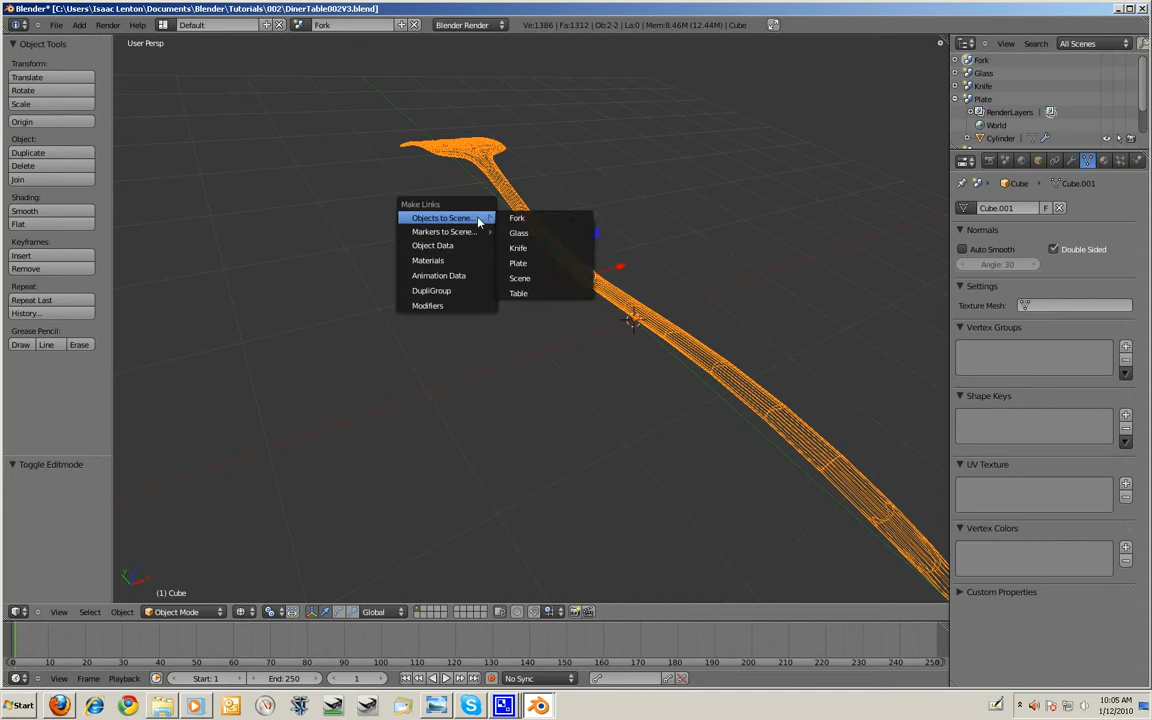 Blender* [C:\Users\Isaac Lenton\Documents\Blender\Tutorials\002\DinerTable002V3.blend]
File Add Render Help Default Fork Blender Render Ve:1386 | Fa:1312 | Ob:2-2 | La:0 | Mem:8.46M (12.44M) | Cube
View Search All Scenes
Object Tools
Transform:
Translate
Rotate
Scale
Origin
Object:
Duplicate
Delete
Join
Shading:
Smooth
Flat
Keyframes:
Insert
Remove
Repeat:
Repeat Last
History...
Grease Pencil:
Draw Line Erase
Toggle Editmode
User Persp
Make Links
Objects to Scene...
Markers to Scene...
Object Data
Materials
Animation Data
DupliGroup
Modifiers
Fork
Glass
Knife
Plate
Scene
Table
(1) Cube
Fork
Glass
Knife
Plate
RenderLayers
World
Cylinder
Cube Cube.001
Cube.001 F
Normals
Auto Smooth Double Sided
Angle: 30
Settings
Texture Mesh:
Vertex Groups
Shape Keys
UV Texture
Vertex Colors
Custom Properties
View Select Object Object Mode Global
0 10 20 30 40 50 60 70 80 90 100 110 120 130 140 150 160 170 180 190 200 210 220 230 240 250
View Frame Playback Start: 1 End: 250 1 No Sync
Start
10:05 AM
1/12/2010